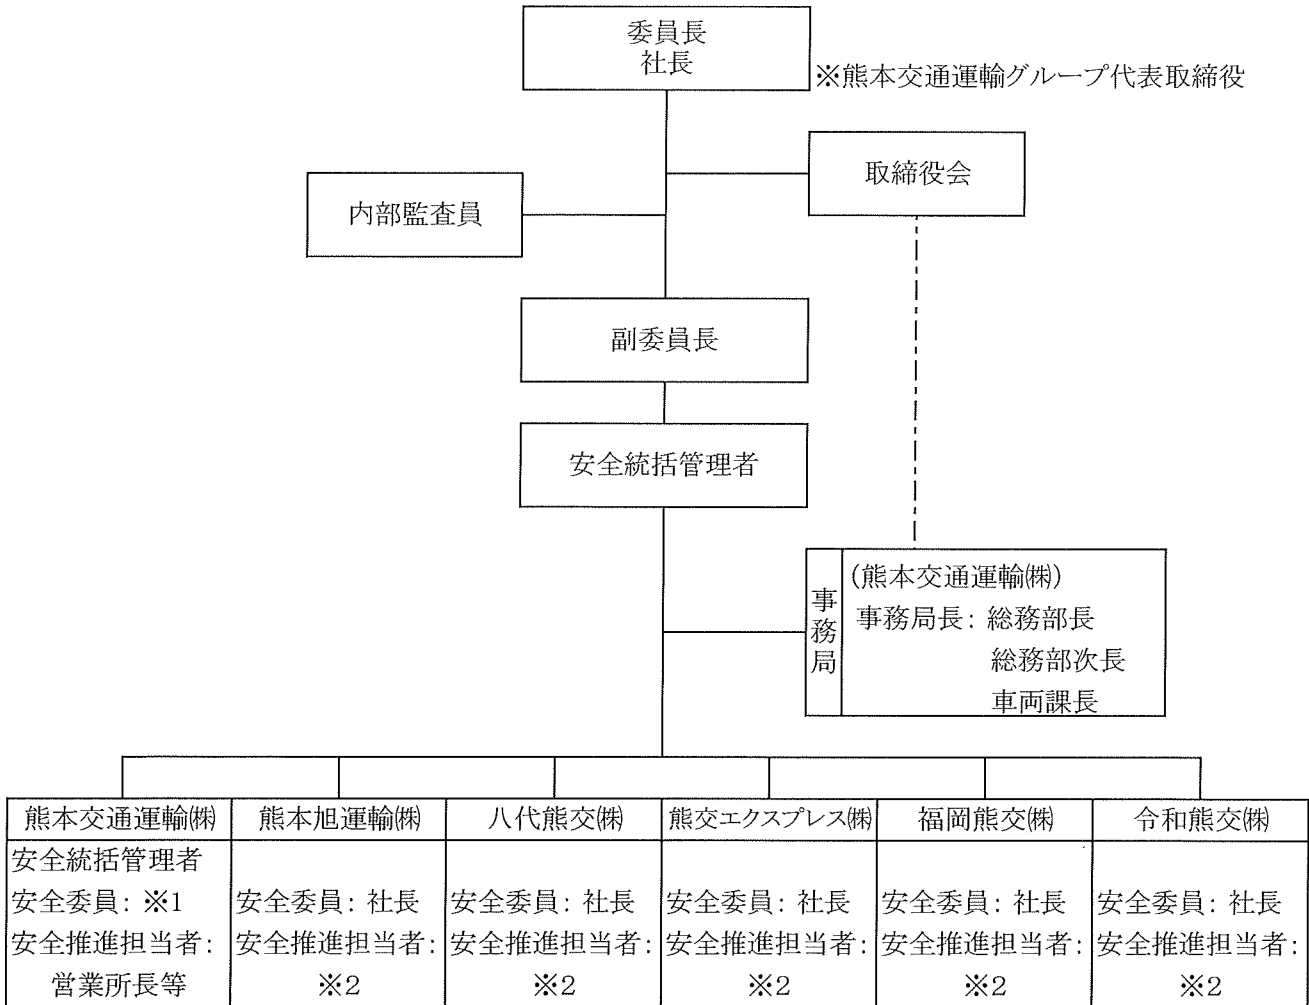 委員長
社長
※熊本交通運輸グループ代表取締役
取締役会
内部監査員
副委員長
安全統括管理者
事務局
(熊本交通運輸㈱)
事務局長: 総務部長
総務部次長
車両課長
熊本交通運輸㈱
安全統括管理者
安全委員: ※1
安全推進担当者:
営業所長等
熊本旭運輸㈱
安全委員: 社長
安全推進担当者:
※2
八代熊交㈱
安全委員: 社長
安全推進担当者:
※2
熊交エクスプレス㈱
安全委員: 社長
安全推進担当者:
※2
福岡熊交㈱
安全委員: 社長
安全推進担当者:
※2
令和熊交㈱
安全委員: 社長
安全推進担当者:
※2